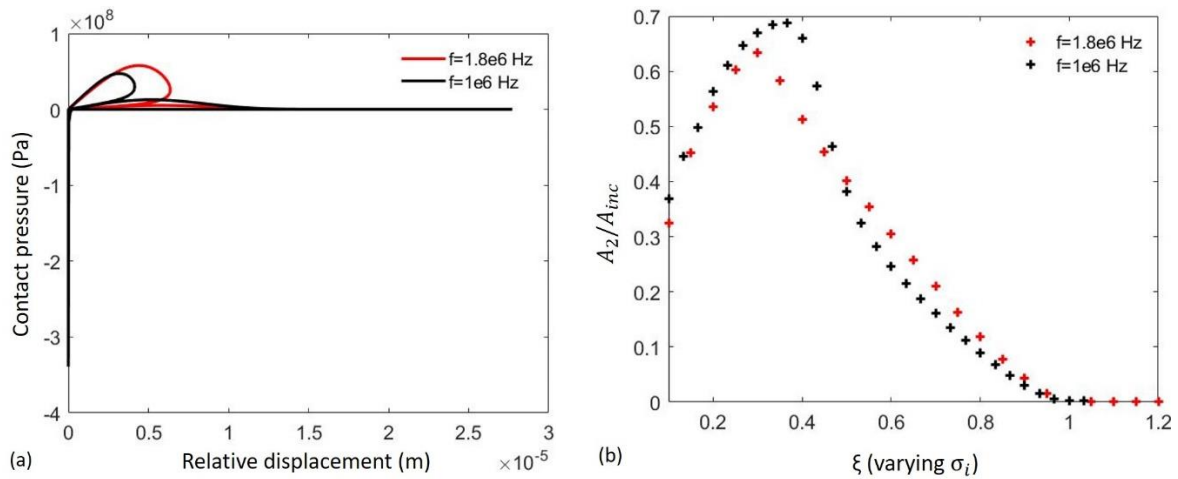 ×10⁸
1
0
-1
-2
-3
-4
Contact pressure (Pa)
f=1.8e6 Hz
f=1e6 Hz
0 0.5 1 1.5 2 2.5 3
×10⁻⁵
Relative displacement (m)
(a)
0.7
0.6
0.5
0.4
0.3
0.2
0.1
0
A₂/A_inc
f=1.8e6 Hz
f=1e6 Hz
0.2 0.4 0.6 0.8 1 1.2
ξ (varying σᵢ)
(b)